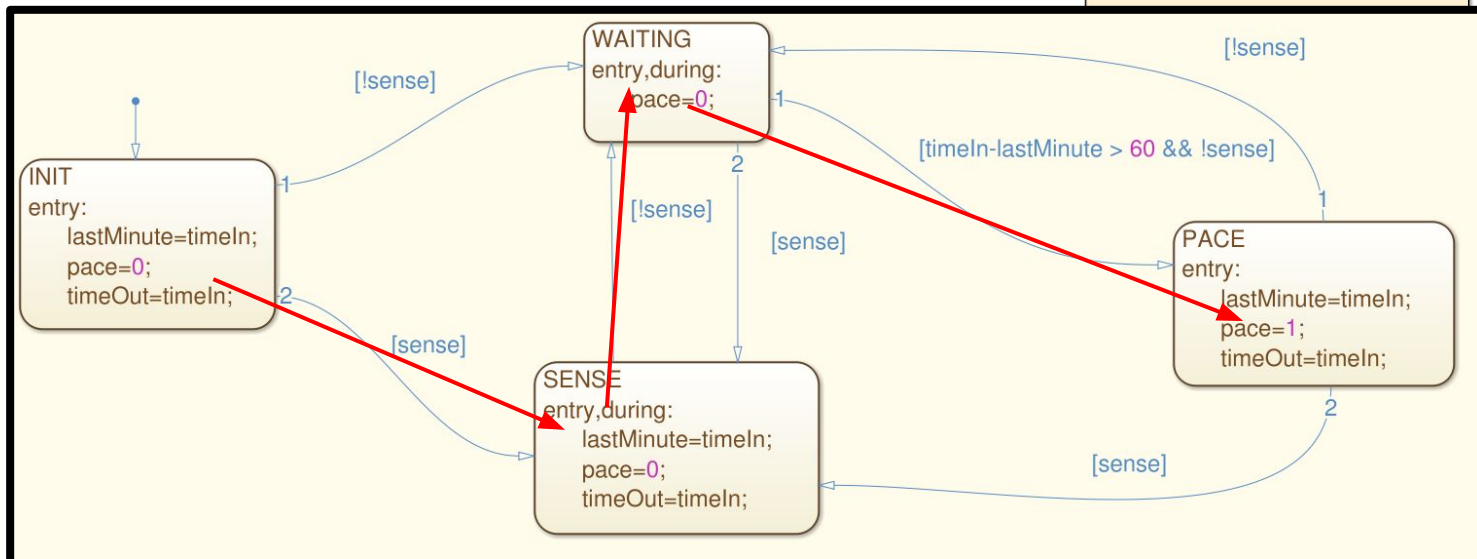 WAITING
entry,during:
pace=0;
[!sense]
[!sense]
1
2
[timeIn-lastMinute > 60 && !sense]
INIT
entry:
lastMinute=timeIn;
pace=0;
timeOut=timeIn;
1
2
[!sense]
[sense]
[sense]
1
PACE
entry:
lastMinute=timeIn;
pace=1;
timeOut=timeIn;
2
SENSE
entry,during:
lastMinute=timeIn;
pace=0;
timeOut=timeIn;
[sense]